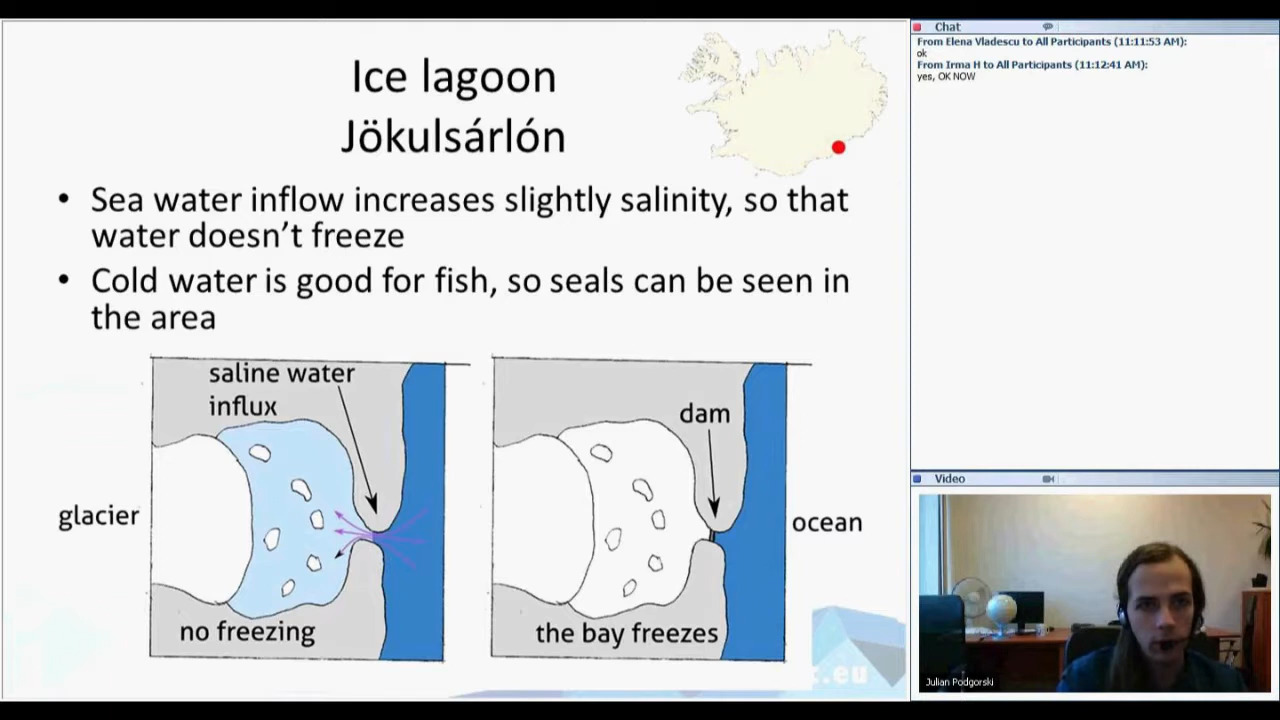 Ice lagoon
Jökulsárlón
• Sea water inflow increases slightly salinity, so that
water doesn't freeze
• Cold water is good for fish, so seals can be seen in
the area
saline water
influx
glacier
no freezing
dam
ocean
the bay freezes
.eu
Chat
From Elena Vladescu to All Participants (11:11:53 AM):
ok
From Irma H to All Participants (11:12:41 AM):
yes, OK NOW
Video
Julian Podgorski